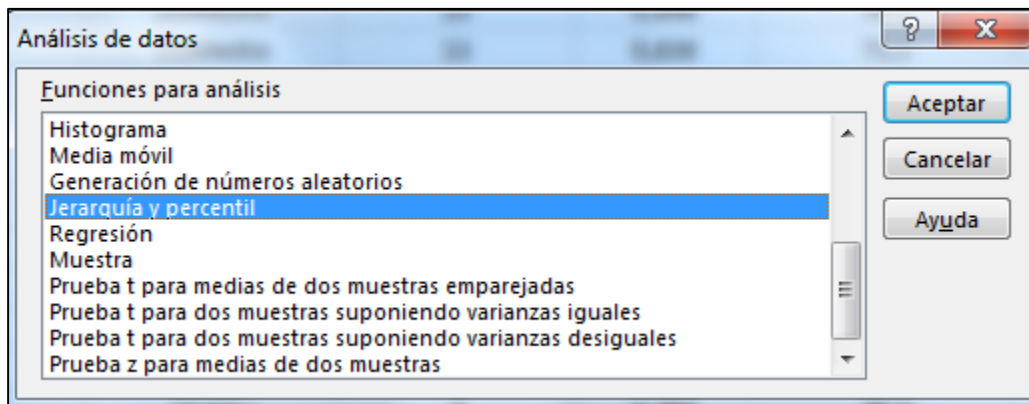 Análisis de datos
Funciones para análisis
Histograma
Media móvil
Generación de números aleatorios
Jerarquía y percentil
Regresión
Muestra
Prueba t para medias de dos muestras emparejadas
Prueba t para dos muestras suponiendo varianzas iguales
Prueba t para dos muestras suponiendo varianzas desiguales
Prueba z para medias de dos muestras
Aceptar
Cancelar
Ayuda